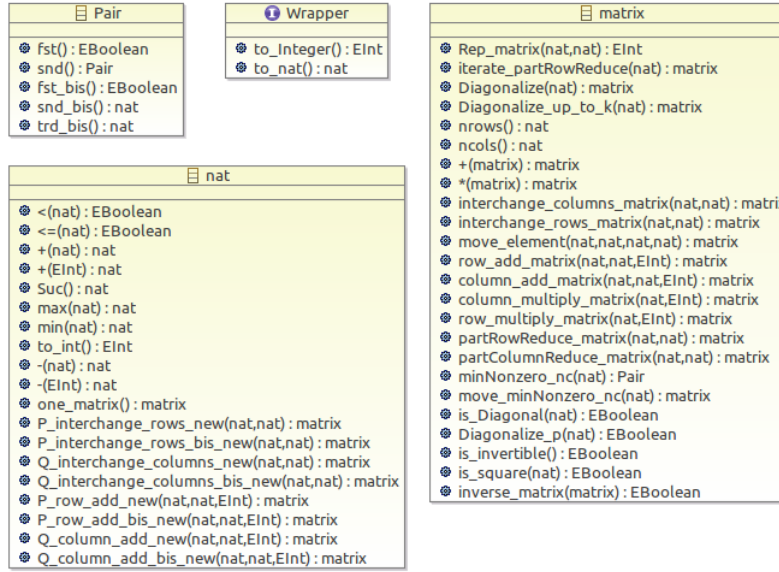 Pair
fst() : EBoolean
snd() : Pair
fst_bis() : EBoolean
snd_bis() : nat
trd_bis() : nat
Wrapper
to_Integer() : EInt
to_nat() : nat
matrix
Rep_matrix(nat,nat) : EInt
iterate_partRowReduce(nat) : matrix
Diagonalize(nat) : matrix
Diagonalize_up_to_k(nat) : matrix
nrows() : nat
ncols() : nat
+(matrix) : matrix
*(matrix) : matrix
interchange_columns_matrix(nat,nat) : matrix
interchange_rows_matrix(nat,nat) : matrix
move_element(nat,nat,nat,nat) : matrix
row_add_matrix(nat,nat,EInt) : matrix
column_add_matrix(nat,nat,EInt) : matrix
column_multiply_matrix(nat,EInt) : matrix
row_multiply_matrix(nat,EInt) : matrix
partRowReduce_matrix(nat,nat) : matrix
partColumnReduce_matrix(nat,nat) : matrix
minNonzero_nc(nat) : Pair
move_minNonzero_nc(nat) : matrix
is_Diagonal(nat) : EBoolean
Diagonalize_p(nat) : EBoolean
is_invertible() : EBoolean
is_square(nat) : EBoolean
inverse_matrix(matrix) : EBoolean
nat
<(nat) : EBoolean
<=(nat) : EBoolean
+(nat) : nat
+(EInt) : nat
Suc() : nat
max(nat) : nat
min(nat) : nat
to_int() : EInt
-(nat) : nat
-(EInt) : nat
one_matrix() : matrix
P_interchange_rows_new(nat,nat) : matrix
P_interchange_rows_bis_new(nat,nat) : matrix
Q_interchange_columns_new(nat,nat) : matrix
Q_interchange_columns_bis_new(nat,nat) : matrix
P_row_add_new(nat,nat,EInt) : matrix
P_row_add_bis_new(nat,nat,EInt) : matrix
Q_column_add_new(nat,nat,EInt) : matrix
Q_column_add_bis_new(nat,nat,EInt) : matrix